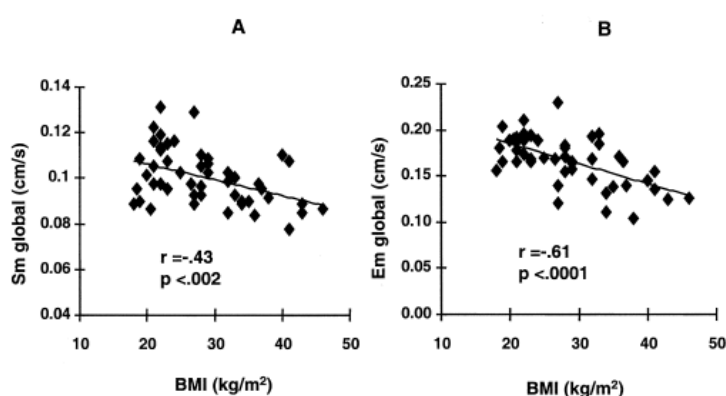 A
B
Sm global (cm/s)
0.14
0.12
0.1
0.08
0.06
0.04
r =-.43
p <.002
10
20
30
40
50
BMI (kg/m²)
Em global (cm/s)
0.25
0.20
0.15
0.10
0.05
0.00
r =-.61
p <.0001
10
20
30
40
50
BMI (kg/m²)